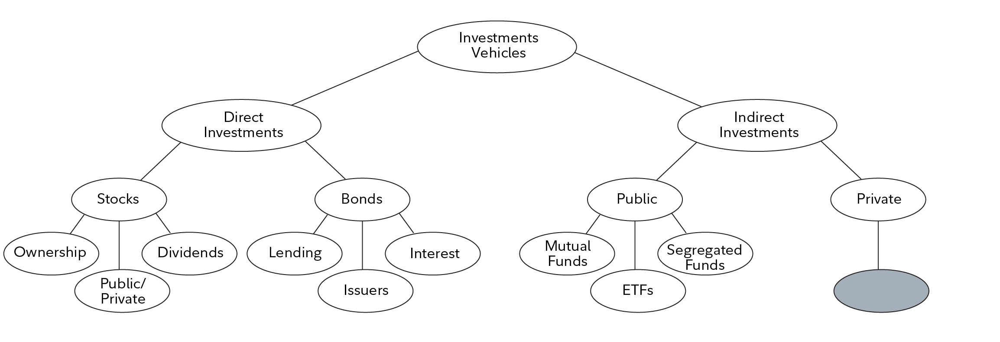 Investments
Vehicles
Direct
Investments
Indirect
Investments
Stocks
Bonds
Public
Private
Ownership
Public/
Private
Dividends
Lending
Issuers
Interest
Mutual
Funds
ETFs
Segregated
Funds